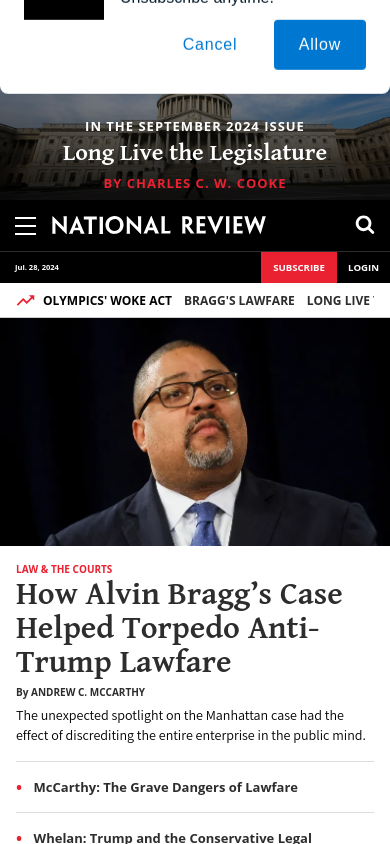 Unsubscribe anytime.
Cancel
Allow
IN THE SEPTEMBER 2024 ISSUE
Long Live the Legislature
BY CHARLES C. W. COOKE
NATIONAL REVIEW
Jul. 28, 2024
SUBSCRIBE
LOGIN
OLYMPICS' WOKE ACT BRAGG'S LAWFARE LONG LIVE
LAW & THE COURTS
How Alvin Bragg’s Case
Helped Torpedo Anti-
Trump Lawfare
By ANDREW C. MCCARTHY
The unexpected spotlight on the Manhattan case had the
effect of discrediting the entire enterprise in the public mind.
McCarthy: The Grave Dangers of Lawfare
Whelan: Trump and the Conservative Legal